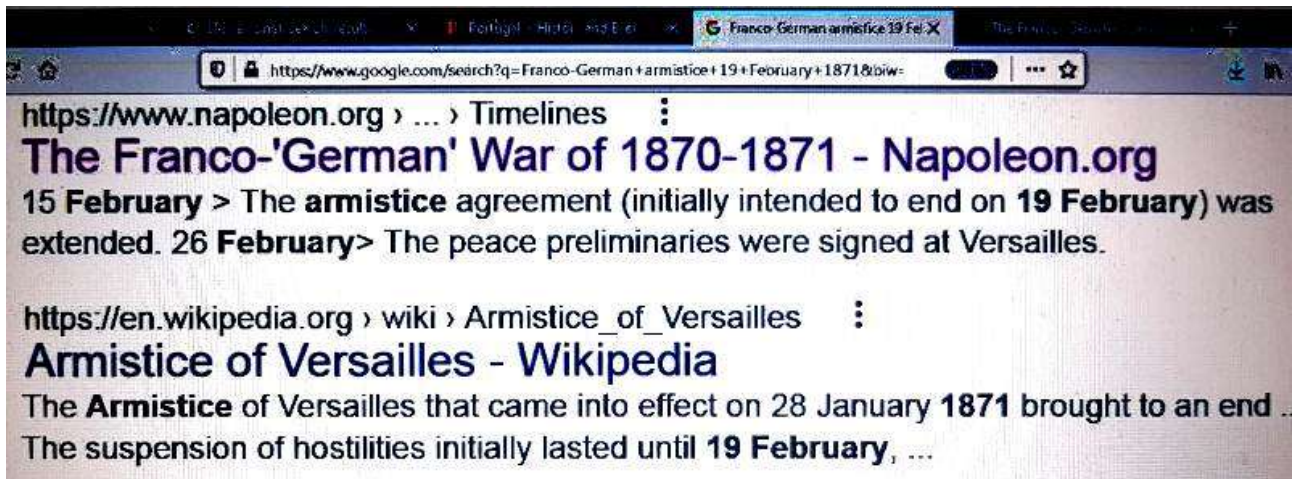 Franco-German armistice 19 Fe
https://www.google.com/search?q=Franco-German+armistice+19+February+1871&biw=
https://www.napoleon.org › ... › Timelines
The Franco-'German' War of 1870-1871 - Napoleon.org
15 February > The armistice agreement (initially intended to end on 19 February) was
extended. 26 February> The peace preliminaries were signed at Versailles.
https://en.wikipedia.org › wiki › Armistice_of_Versailles
Armistice of Versailles - Wikipedia
The Armistice of Versailles that came into effect on 28 January 1871 brought to an end ..
The suspension of hostilities initially lasted until 19 February, ...